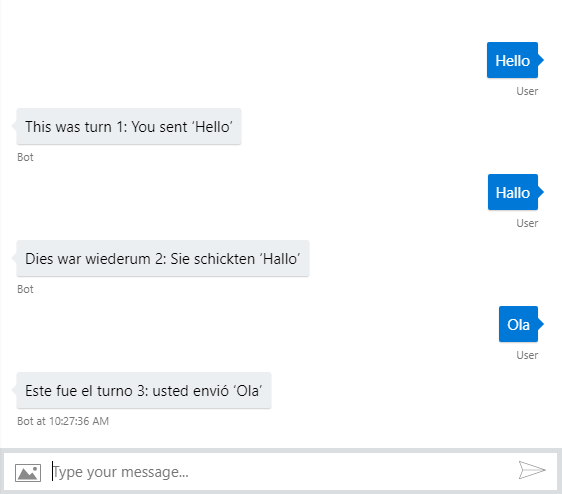 Hello
User
This was turn 1: You sent ‘Hello’
Bot
Hallo
User
Dies war wiederum 2: Sie schickten ‘Hallo’
Bot
Ola
User
Este fue el turno 3: usted envió ‘Ola’
Bot at 10:27:36 AM
Type your message...